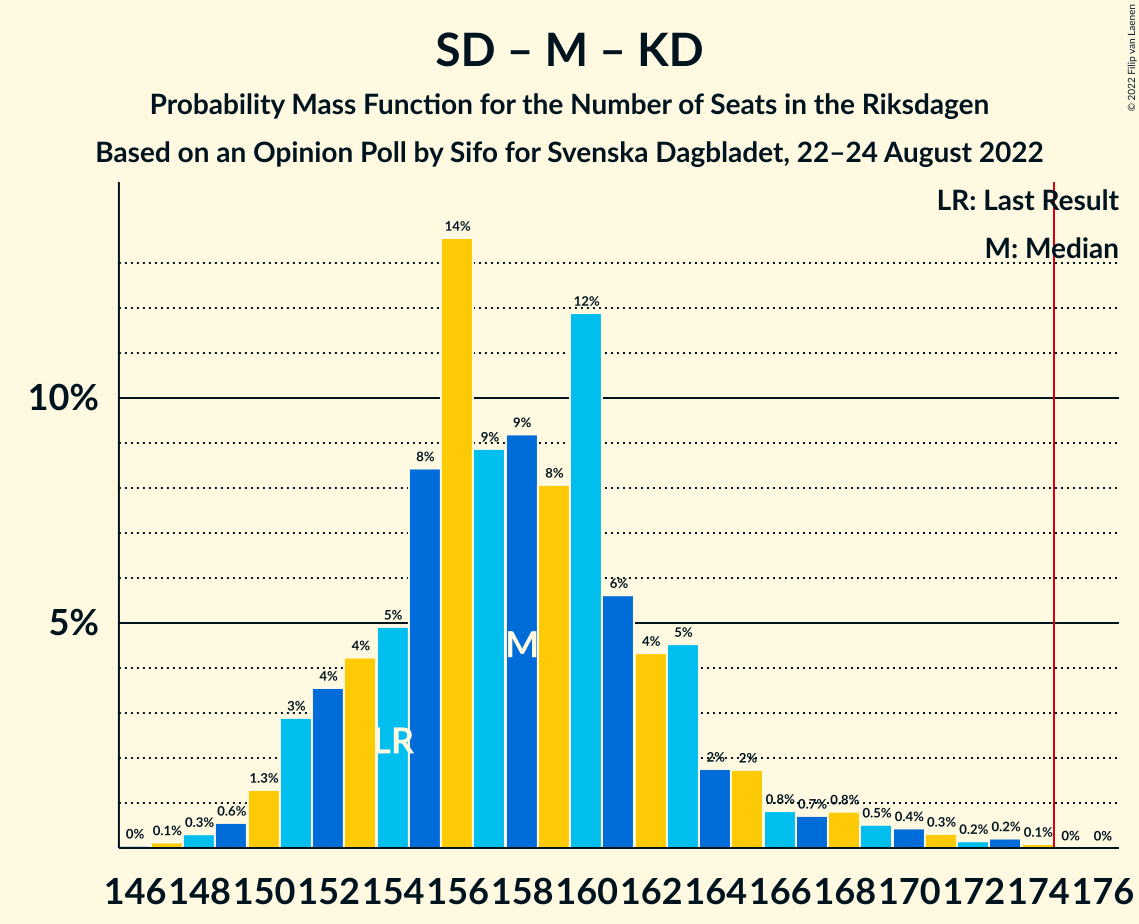 SD – M – KD
Probability Mass Function for the Number of Seats in the Riksdagen
Based on an Opinion Poll by Sifo for Svenska Dagbladet, 22–24 August 2022
© 2022 Filip van Laenen
LR: Last Result
M: Median
10%
5%
0% 0.1% 0.3% 0.6% 1.3% 3% 4% 4% 5% 8% 14% 9% 9% 8% 12% 6% 4% 5% 2% 2% 0.8% 0.7% 0.8% 0.5% 0.4% 0.3% 0.2% 0.2% 0.1% 0% 0%
M
LR
146 148 150 152 154 156 158 160 162 164 166 168 170 172 174 176